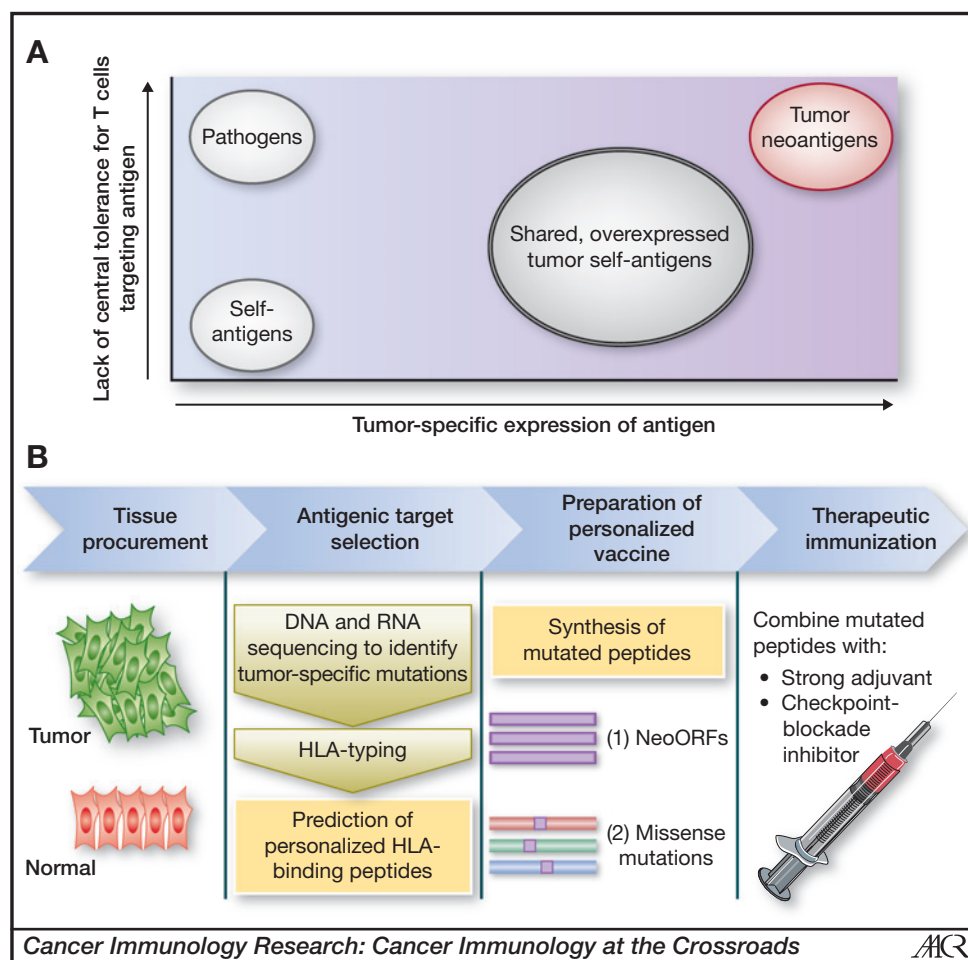 A
Lack of central tolerance for T cells
targeting antigen
Pathogens
Tumor
neoantigens
Shared, overexpressed
tumor self-antigens
Self-
antigens
Tumor-specific expression of antigen
B
Tissue
procurement
Antigenic target
selection
Preparation of
personalized
vaccine
Therapeutic
immunization
Tumor
Normal
DNA and RNA
sequencing to identify
tumor-specific mutations
HLA-typing
Prediction of
personalized HLA-
binding peptides
Synthesis of
mutated peptides
(1) NeoORFs
(2) Missense
mutations
Combine mutated
peptides with:
• Strong adjuvant
• Checkpoint-
blockade
inhibitor
Cancer Immunology Research: Cancer Immunology at the Crossroads
AACR